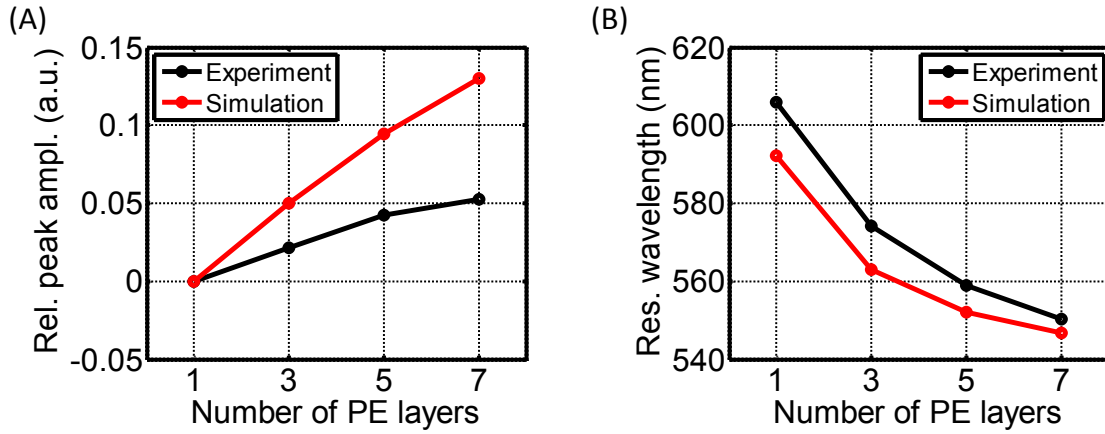 (A)
Rel. peak ampl. (a.u.)
0.15
0.1
0.05
0
-0.05
Experiment
Simulation
1 3 5 7
Number of PE layers
(B)
Res. wavelength (nm)
620
600
580
560
540
Experiment
Simulation
1 3 5 7
Number of PE layers